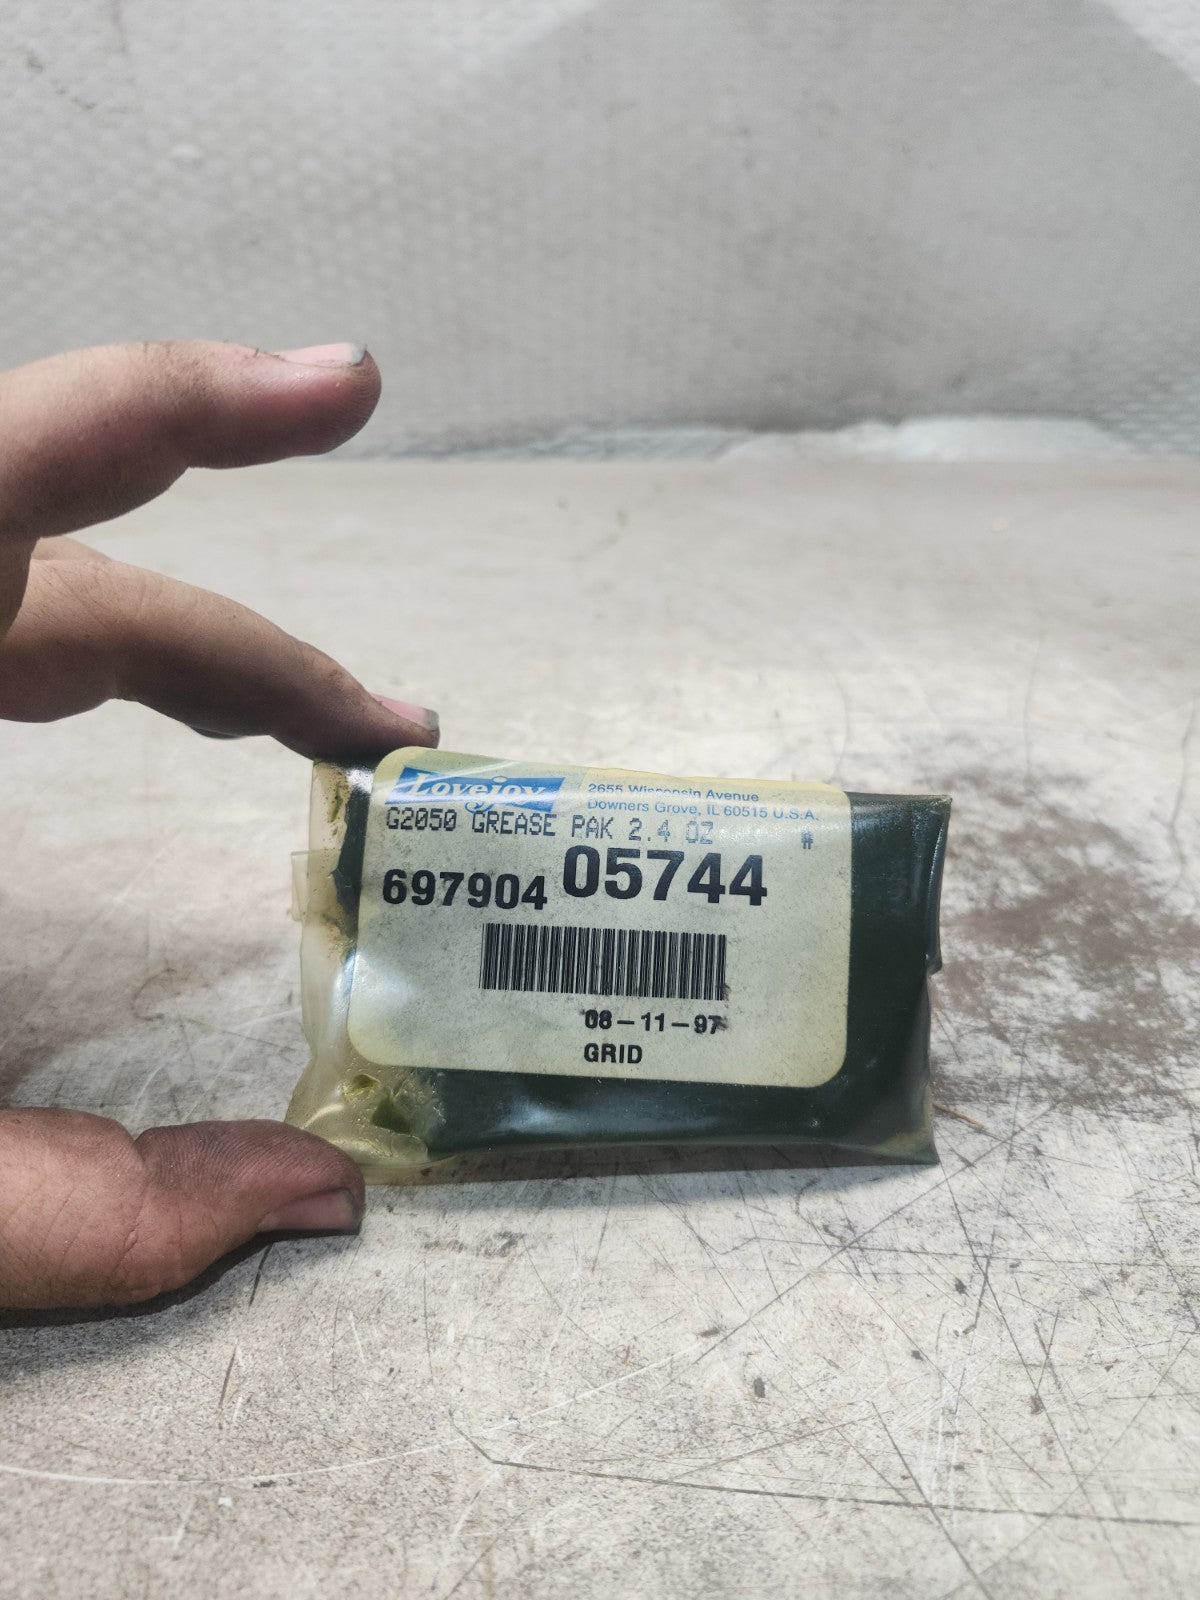 Lovejoy
2655 Wisconsin Avenue
Downers Grove, IL 60515 U.S.A.
G2050 GREASE PAK 2.4 OZ #
697904 05744
08-11-97
GRID